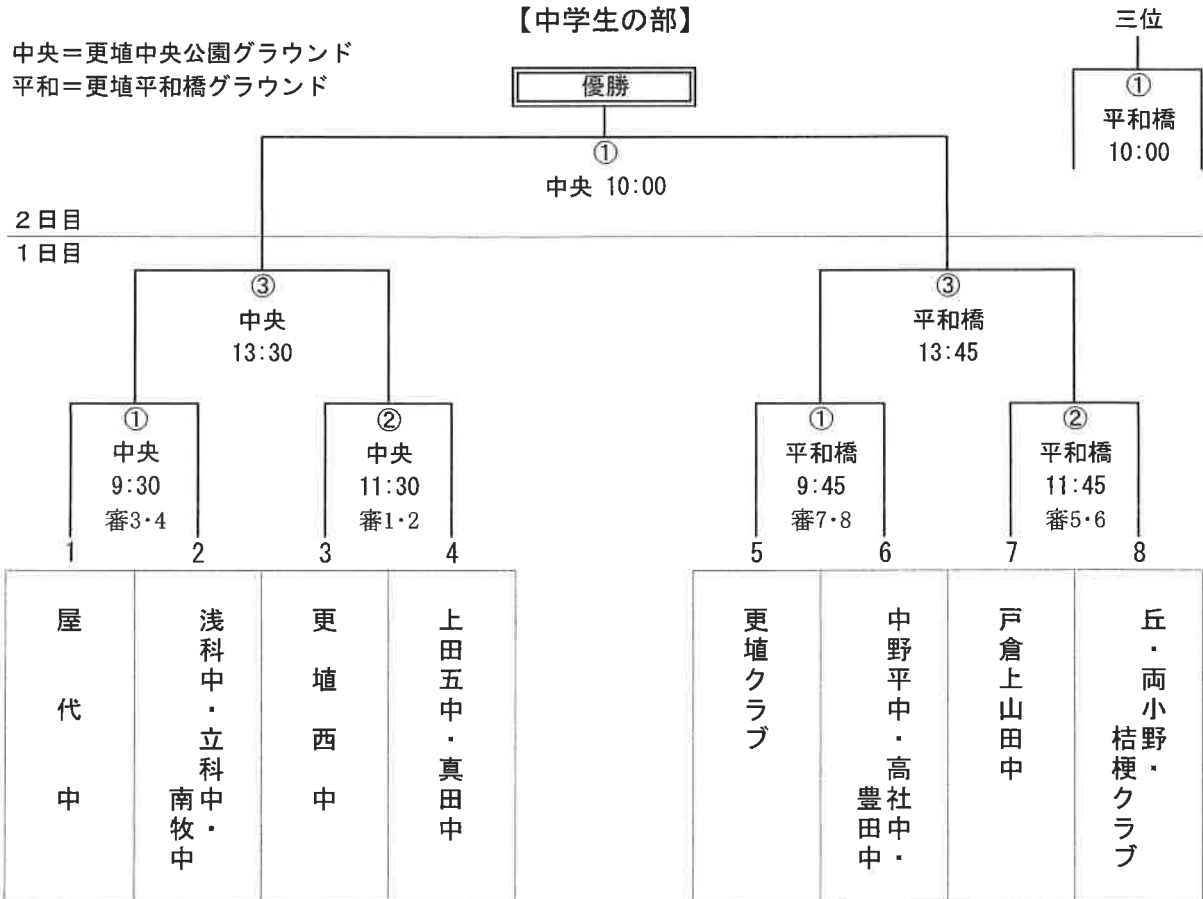 【中学生の部】
中央＝更埴中央公園グラウンド
平和＝更埴平和橋グラウンド
優勝
三位
①
平和橋
10:00
①
中央 10:00
2日目
1日目
③
中央
13:30
③
平和橋
13:45
①
中央
9:30
審3・4
②
中央
11:30
審1・2
①
平和橋
9:45
審7・8
②
平和橋
11:45
審5・6
1
2
3
4
5
6
7
8
屋代中
浅科中・立科中・
南牧中
更埴西中
上田五中・真田中
更埴クラブ
中野平中・高社中・
豊田中
戸倉上山田中
丘・両小野・
桔梗クラブ